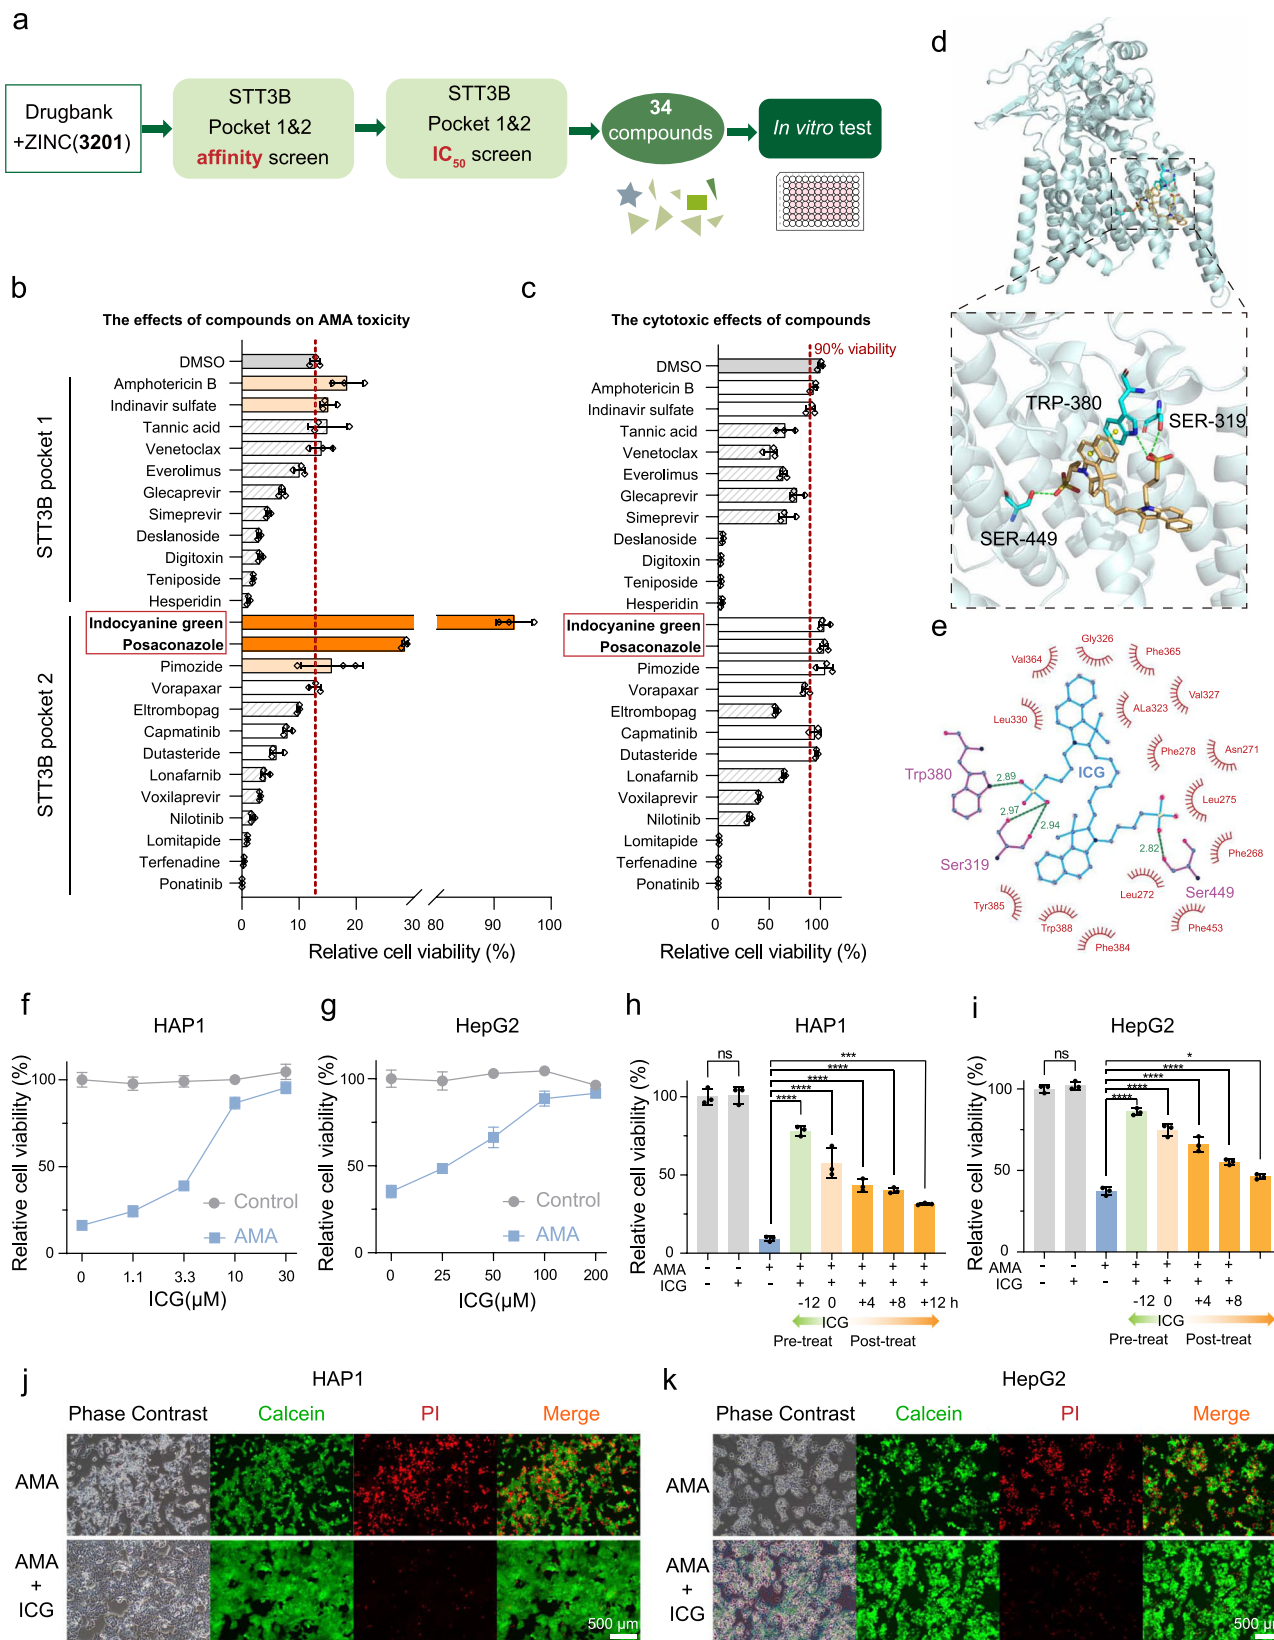 a
Drugbank
+ZINC(3201)
STT3B
Pocket 1&2
affinity screen
STT3B
Pocket 1&2
IC50 screen
34
compounds
In vitro test
b
The effects of compounds on AMA toxicity
STT3B pocket 1
STT3B pocket 2
DMSO
Amphotericin B
Indinavir sulfate
Tannic acid
Venetoclax
Everolimus
Glecaprevir
Simeprevir
Deslanoside
Digitoxin
Teniposide
Hesperidin
Indocyanine green
Posaconazole
Pimozide
Vorapaxar
Eltrombopag
Capmatinib
Dutasteride
Lonafarnib
Voxilaprevir
Nilotinib
Lomitapide
Terfenadine
Ponatinib
0 10 20 30 80 90 100
Relative cell viability (%)
c
The cytotoxic effects of compounds
90% viability
DMSO
Amphotericin B
Indinavir sulfate
Tannic acid
Venetoclax
Everolimus
Glecaprevir
Simeprevir
Deslanoside
Digitoxin
Teniposide
Hesperidin
Indocyanine green
Posaconazole
Pimozide
Vorapaxar
Eltrombopag
Capmatinib
Dutasteride
Lonafarnib
Voxilaprevir
Nilotinib
Lomitapide
Terfenadine
Ponatinib
0 50 100
Relative cell viability (%)
d
TRP-380
SER-319
SER-449
e
Gly326
Val364
Phe365
Val327
Leu330
ALa323
Phe278
Asn271
Trp380
ICG
2.89
Leu275
2.97
2.94
2.82
Phe268
Ser319
Leu272
Ser449
Tyr385
Trp388
Phe453
Phe384
f
HAP1
Relative cell viability (%)
100
50
0
Control
AMA
0 1.1 3.3 10 30
ICG(μM)
g
HepG2
Relative cell viability (%)
100
50
0
Control
AMA
0 25 50 100 200
ICG(μM)
h
HAP1
Relative cell viability (%)
100
50
0
ns
****
****
****
****
***
AMA - - + + + + + +
ICG - + - + + + + +
-12 0 +4 +8 +12 h
ICG
Pre-treat Post-treat
i
HepG2
Relative cell viability (%)
100
50
0
ns
****
****
****
****
*
AMA - - + + + + +
ICG - + - + + + +
-12 0 +4 +8
ICG
Pre-treat Post-treat
j
HAP1
Phase Contrast Calcein PI Merge
AMA
AMA
+
ICG
500 μm
k
HepG2
Phase Contrast Calcein PI Merge
AMA
AMA
+
ICG
500 μm